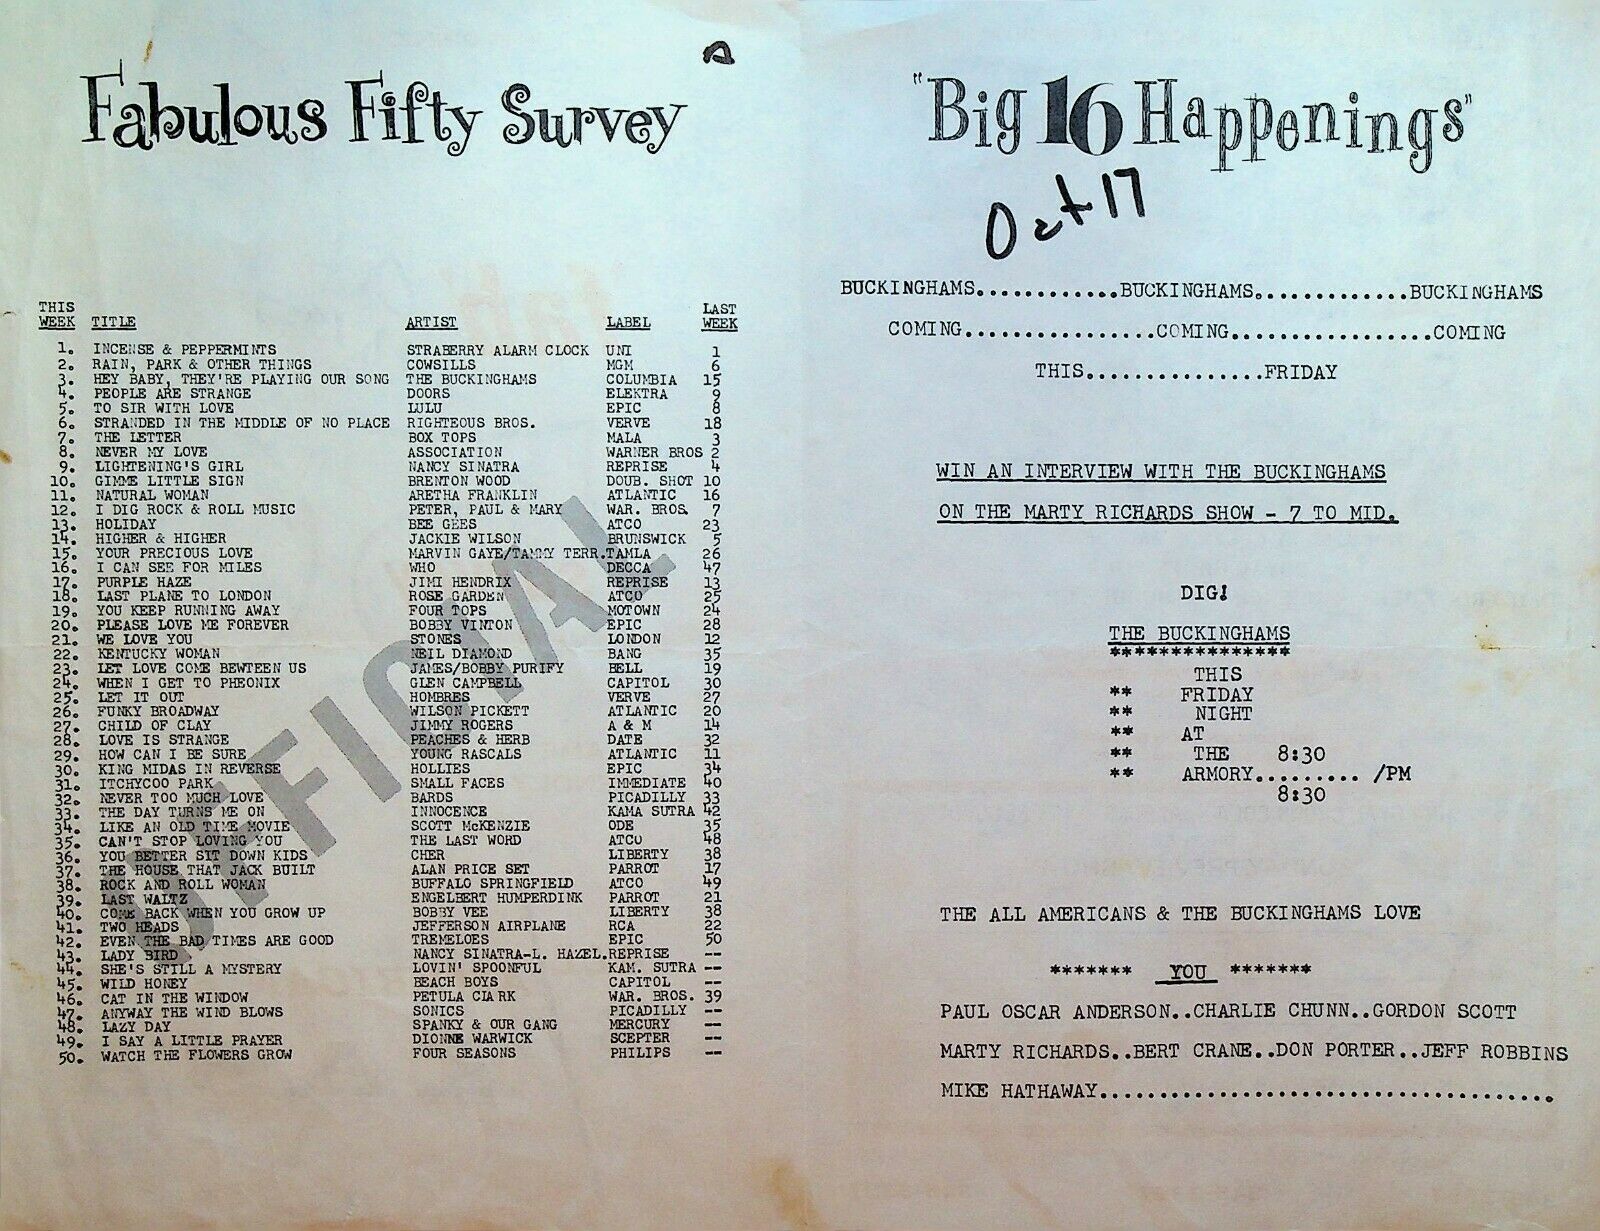 Fabulous Fifty Survey
THIS WEEK TITLE ARTIST LABEL LAST WEEK
1. INCENSE & PEPPERMINTS STRABERRY ALARM CLOCK UNI 1
2. RAIN, PARK & OTHER THINGS COWSILLS MGM 6
3. HEY BABY, THEY'RE PLAYING OUR SONG THE BUCKINGHAMS COLUMBIA 15
4. PEOPLE ARE STRANGE DOORS ELEKTRA 9
5. TO SIR WITH LOVE LULU EPIC 8
6. STRANDED IN THE MIDDLE OF NO PLACE RIGHTEOUS BROS. VERVE 18
7. THE LETTER BOX TOPS MALA 3
8. NEVER MY LOVE ASSOCIATION WARNER BROS 2
9. LIGHTENING'S GIRL NANCY SINATRA REPRISE 4
10. GIMME LITTLE SIGN BRENTON WOOD DOUB. SHOT 10
11. NATURAL WOMAN ARETHA FRANKLIN ATLANTIC 16
12. I DIG ROCK & ROLL MUSIC PETER, PAUL & MARY WAR. BROS. 7
13. HOLIDAY BEE GEES ATCO 23
14. HIGHER & HIGHER JACKIE WILSON BRUNSWICK 5
15. YOUR PRECIOUS LOVE MARVIN GAYE/TAMMY TERR.TAMLA 26
16. I CAN SEE FOR MILES WHO DECCA 47
17. PURPLE HAZE JIMI HENDRIX REPRISE 13
18. LAST PLANE TO LONDON ROSE GARDEN ATCO 25
19. YOU KEEP RUNNING AWAY FOUR TOPS MOTOWN 24
20. PLEASE LOVE ME FOREVER BOBBY VINTON EPIC 28
21. WE LOVE YOU STONES LONDON 12
22. KENTUCKY WOMAN NEIL DIAMOND BANG 35
23. LET LOVE COME BEWTEEN US JAMES/BOBBY PURIFY BELL 19
24. WHEN I GET TO PHEONIX GLEN CAMPBELL CAPITOL 30
25. LET IT OUT HOMBRES VERVE 27
26. FUNKY BROADWAY WILSON PICKETT ATLANTIC 20
27. CHILD OF CLAY JIMMY ROGERS A & M 14
28. LOVE IS STRANGE PEACHES & HERB DATE 32
29. HOW CAN I BE SURE YOUNG RASCALS ATLANTIC 11
30. KING MIDAS IN REVERSE HOLLIES EPIC 34
31. ITCHYCOO PARK SMALL FACES IMMEDIATE 40
32. NEVER TOO MUCH LOVE BARDS PICADILLY 33
33. THE DAY TURNS ME ON INNOCENCE KAMA SUTRA 42
34. LIKE AN OLD TIME MOVIE SCOTT McKENZIE ODE 35
35. CAN'T STOP LOVING YOU THE LAST WORD ATCO 48
36. YOU BETTER SIT DOWN KIDS CHER LIBERTY 38
37. THE HOUSE THAT JACK BUILT ALAN PRICE SET PARROT 17
38. ROCK AND ROLL WOMAN BUFFALO SPRINGFIELD ATCO 49
39. LAST WALTZ ENGELBERT HUMPERDINK PARROT 21
40. COME BACK WHEN YOU GROW UP BOBBY VEE LIBERTY 38
41. TWO HEADS JEFFERSON AIRPLANE RCA 22
42. EVEN THE BAD TIMES ARE GOOD TREMELOES EPIC 50
43. LADY BIRD NANCY SINATRA-L. HAZEL.REPRISE --
44. SHE'S STILL A MYSTERY LOVIN' SPOONFUL KAM. SUTRA --
45. WILD HONEY BEACH BOYS CAPITOL --
46. CAT IN THE WINDOW PETULA CLARK WAR. BROS. 39
47. ANYWAY THE WIND BLOWS SONICS PICADILLY --
48. LAZY DAY SPANKY & OUR GANG MERCURY --
49. I SAY A LITTLE PRAYER DIONNE WARWICK SCEPTER --
50. WATCH THE FLOWERS GROW FOUR SEASONS PHILIPS --
OFFICIAL
"Big 16 Happenings"
Oct 17
BUCKINGHAMS............BUCKINGHAMS.............BUCKINGHAMS
COMING................COMING.................COMING
THIS...............FRIDAY
WIN AN INTERVIEW WITH THE BUCKINGHAMS
ON THE MARTY RICHARDS SHOW - 7 TO MID.
DIG!
THE BUCKINGHAMS
***************
THIS
** FRIDAY
** NIGHT
** AT
** THE 8:30
** ARMORY......... /PM
8:30
THE ALL AMERICANS & THE BUCKINGHAMS LOVE
******* YOU *******
PAUL OSCAR ANDERSON..CHARLIE CHUNN..GORDON SCOTT
MARTY RICHARDS..BERT CRANE..DON PORTER..JEFF ROBBINS
MIKE HATHAWAY......................................